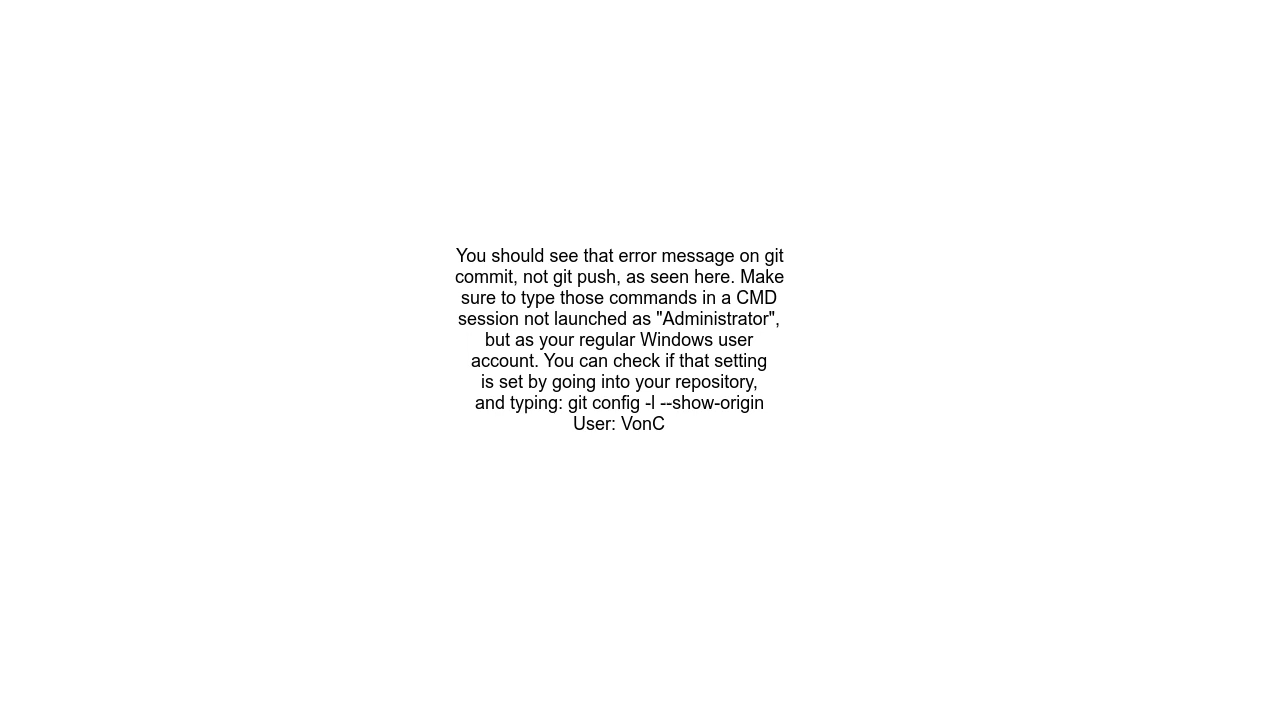 You should see that error message on git
commit, not git push, as seen here. Make
sure to type those commands in a CMD
session not launched as "Administrator",
but as your regular Windows user
account. You can check if that setting
is set by going into your repository,
and typing: git config -l --show-origin
User: VonC